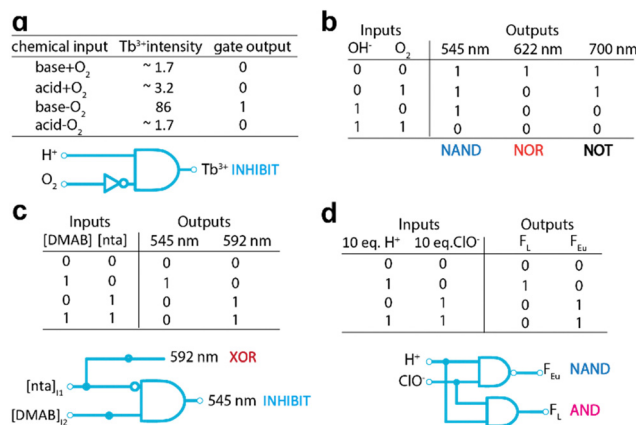 a
chemical input Tb³⁺intensity gate output
base+O₂ ~ 1.7 0
acid+O₂ ~ 3.2 0
base-O₂ 86 1
acid-O₂ ~ 1.7 0
H⁺
O₂
Tb³⁺ INHIBIT
b
Inputs Outputs
OH⁻ O₂ 545 nm 622 nm 700 nm
0 0 1 1 1
0 1 1 0 1
1 0 1 0 0
1 1 0 0 0
NAND NOR NOT
c
Inputs Outputs
[DMAB] [nta] 545 nm 592 nm
0 0 0 0
1 0 1 0
0 1 0 1
1 1 0 1
592 nm XOR
[nta]I1
545 nm INHIBIT
[DMAB]I2
d
Inputs Outputs
10 eq. H⁺ 10 eq.ClO⁻ FL FEu
0 0 0 0
1 0 1 0
0 1 0 1
1 1 0 1
H⁺
FEu NAND
ClO⁻
FL AND